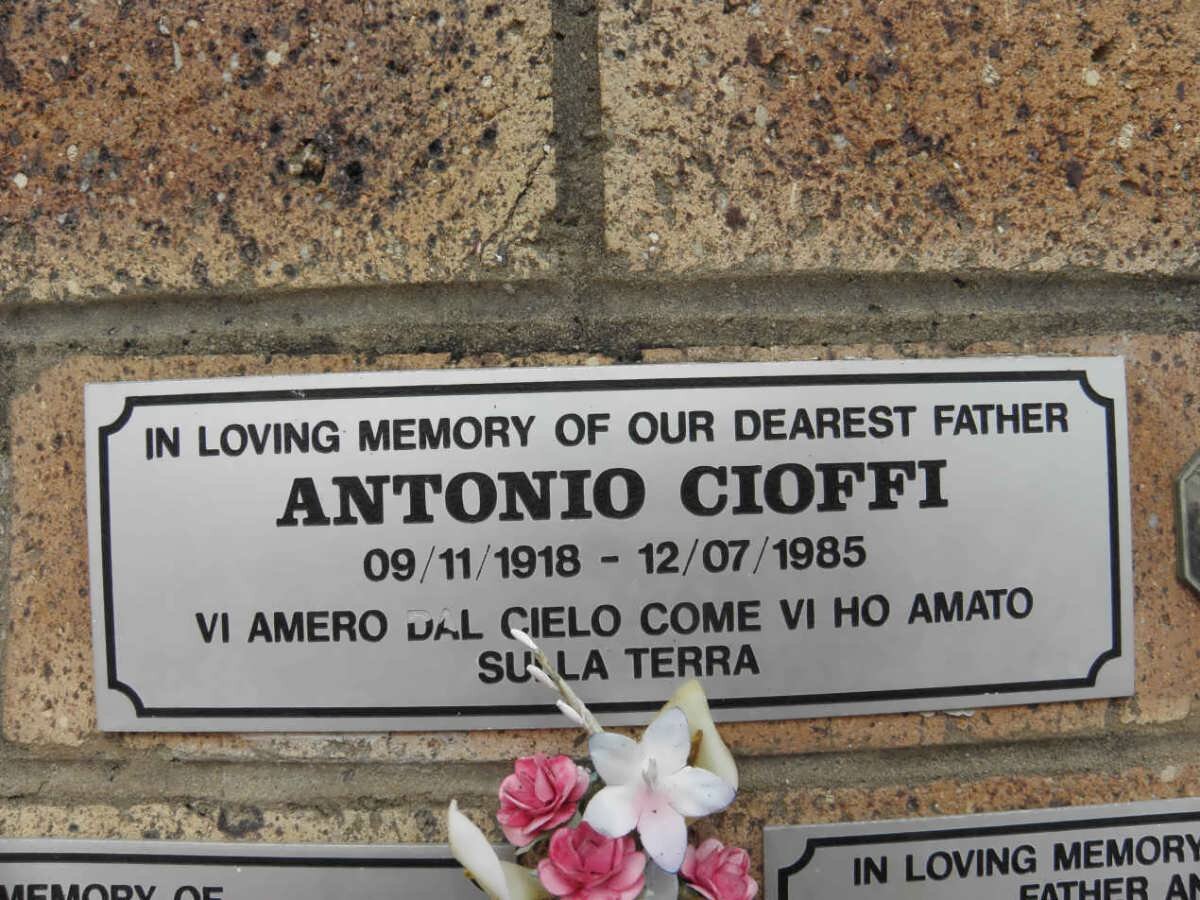 IN LOVING MEMORY OF OUR DEAREST FATHER
ANTONIO CIOFFI
09/11/1918 - 12/07/1985
VI AMERO DAL CIELO COME VI HO AMATO
SULLA TERRA
MEMORY OF
IN LOVING MEMORY
FATHER